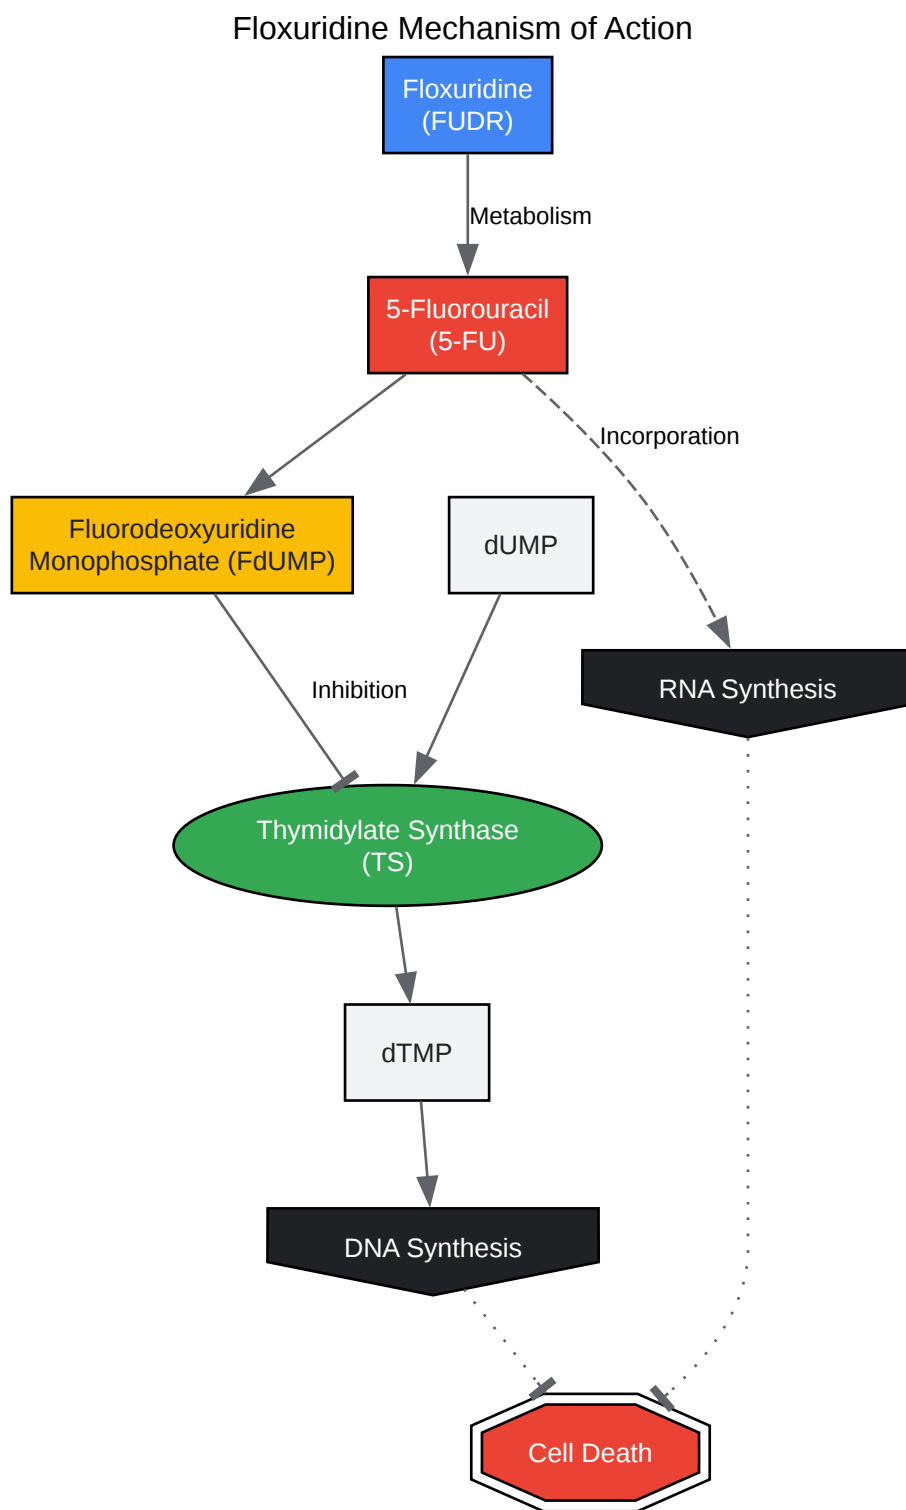 Floxuridine Mechanism of Action
Floxuridine
(FUDR)
Metabolism
5-Fluorouracil
(5-FU)
Incorporation
Fluorodeoxyuridine
Monophosphate (FdUMP)
dUMP
Inhibition
RNA Synthesis
Thymidylate Synthase
(TS)
dTMP
DNA Synthesis
Cell Death